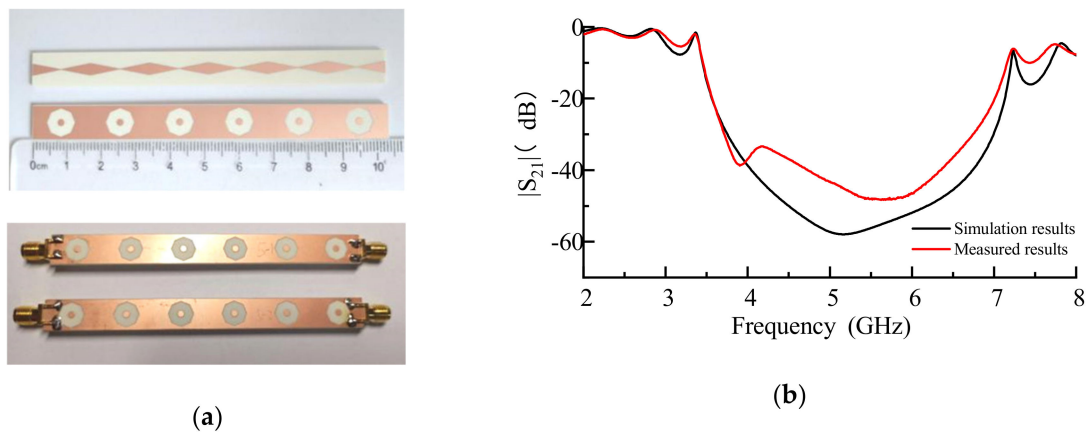 0cm 1 2 3 4 5 6 7 8 9 10
(a)
0
-20
-40
-60
|S21|( dB)
Simulation results
Measured results
2 3 4 5 6 7 8
Frequency (GHz)
(b)